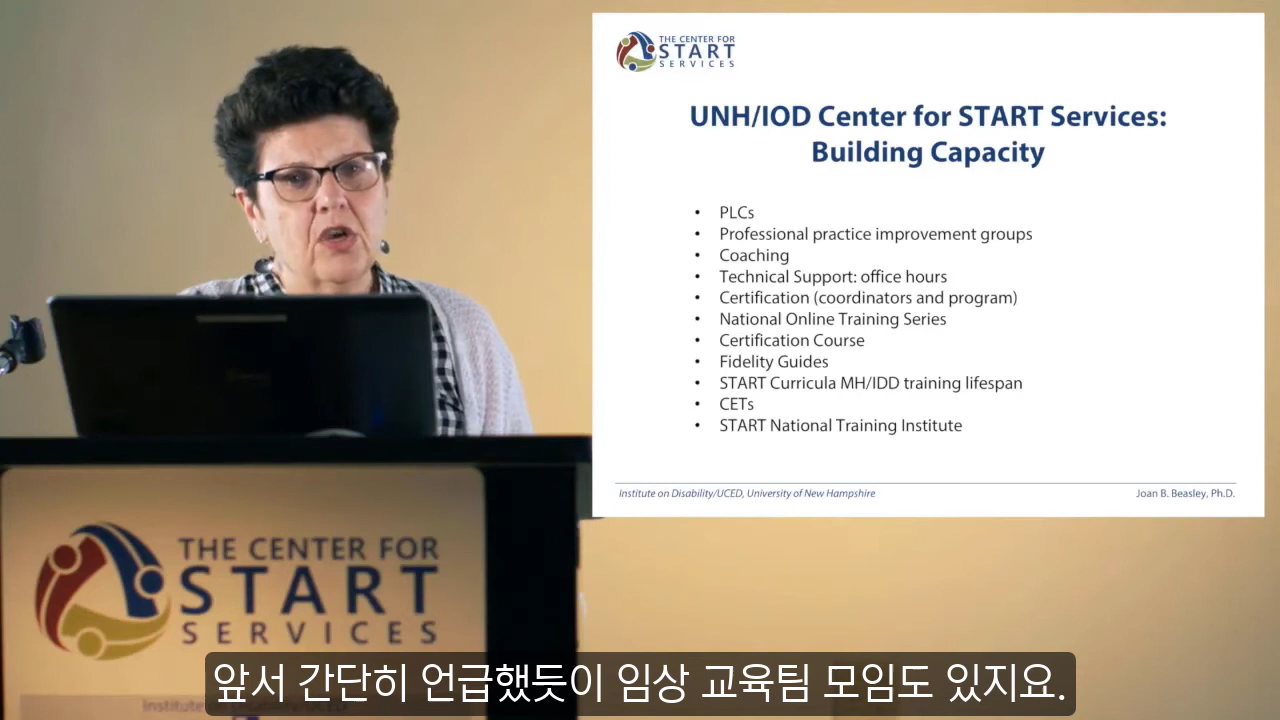 THE CENTER FOR
START
SERVICES
UNH/IOD Center for START Services:
Building Capacity
• PLCs
• Professional practice improvement groups
• Coaching
• Technical Support: office hours
• Certification (coordinators and program)
• National Online Training Series
• Certification Course
• Fidelity Guides
• START Curricula MH/IDD training lifespan
• CETs
• START National Training Institute
Institute on Disability/UCED, University of New Hampshire
Joan B. Beasley, Ph.D.
THE CENTER FOR
START
SERVICES
앞서 간단히 언급했듯이 임상 교육팀 모임도 있지요.
Institute on Disability/UCED